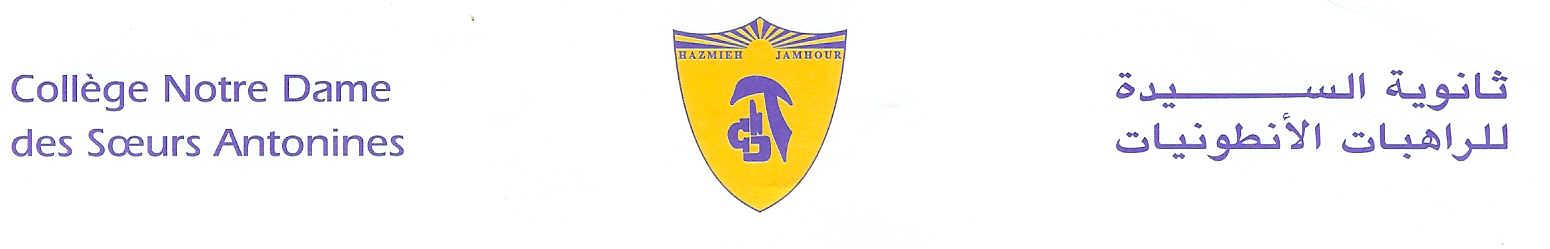 Collège Notre Dame
des Sœurs Antonines
HAZMIEH JAMHOUR
ثانوية السيدة
للراهبات الأنطونيات